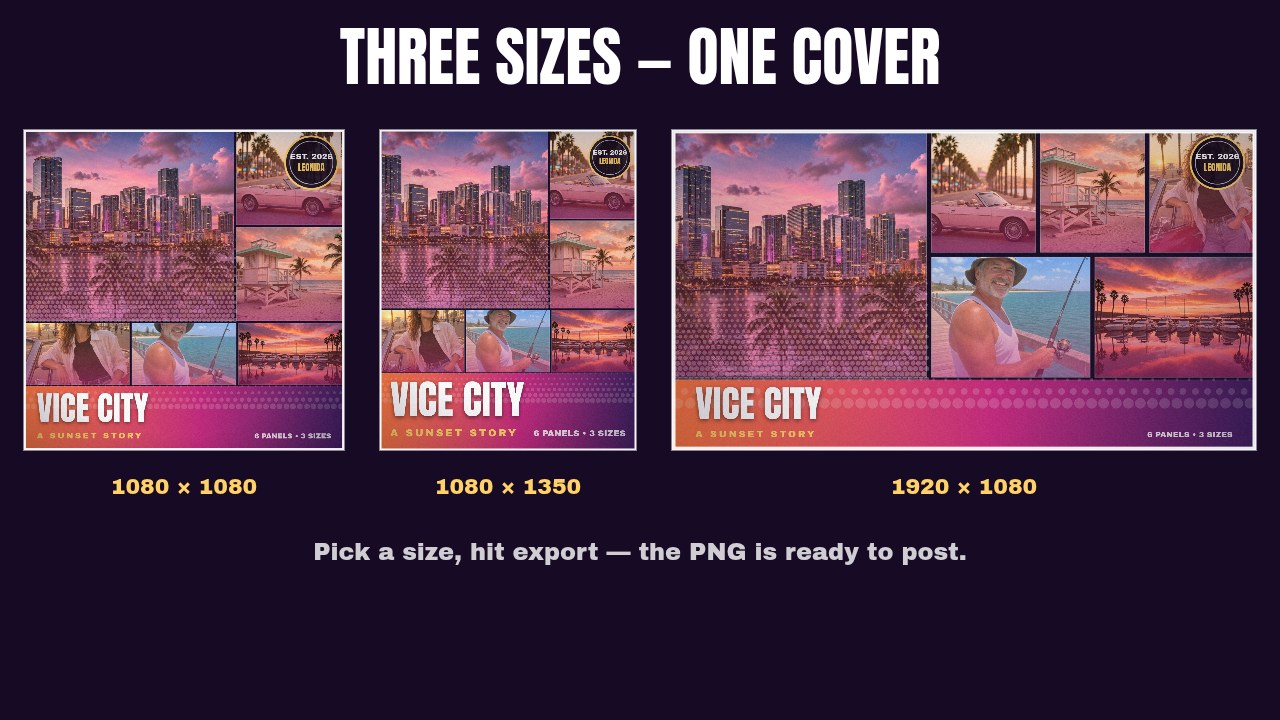 THREE SIZES – ONE COVER
EST. 2026
LEONIDA
VICE CITY
A SUNSET STORY
6 PANELS • 3 SIZES
EST. 2026
LEONIDA
VICE CITY
A SUNSET STORY
6 PANELS • 3 SIZES
EST. 2026
LEONIDA
VICE CITY
A SUNSET STORY
6 PANELS • 3 SIZES
1080 × 1080
1080 × 1350
1920 × 1080
Pick a size, hit export — the PNG is ready to post.